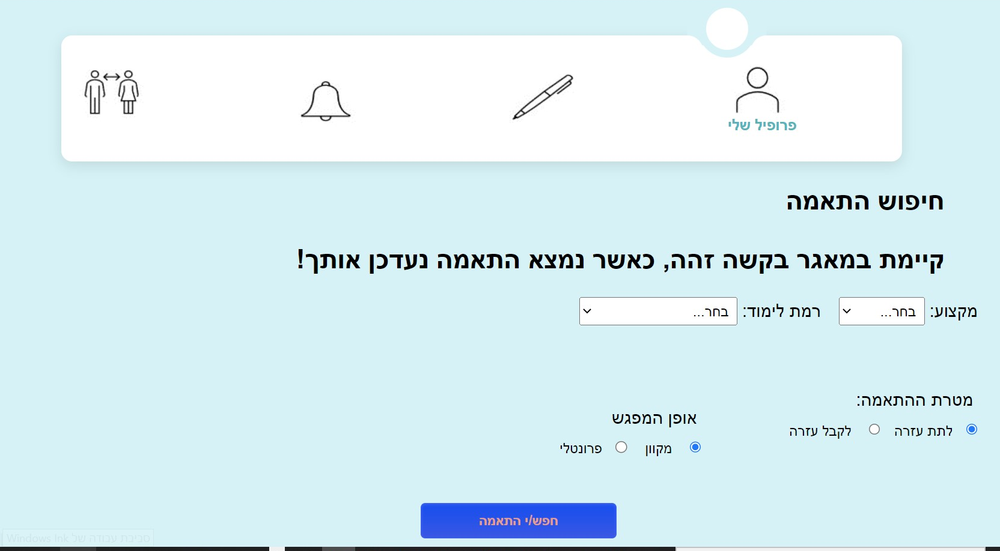 פרופיל שלי
חיפוש התאמה
קיימת במאגר בקשה זהה, כאשר נמצא התאמה נעדכן אותך!
מקצוע: בחר... רמת לימוד: בחר...
מטרת ההתאמה:
לתת עזרה לקבל עזרה
אופן המפגש
מקוון פרונטלי
חפש/י התאמה
סביבת עבודה של Windows Ink